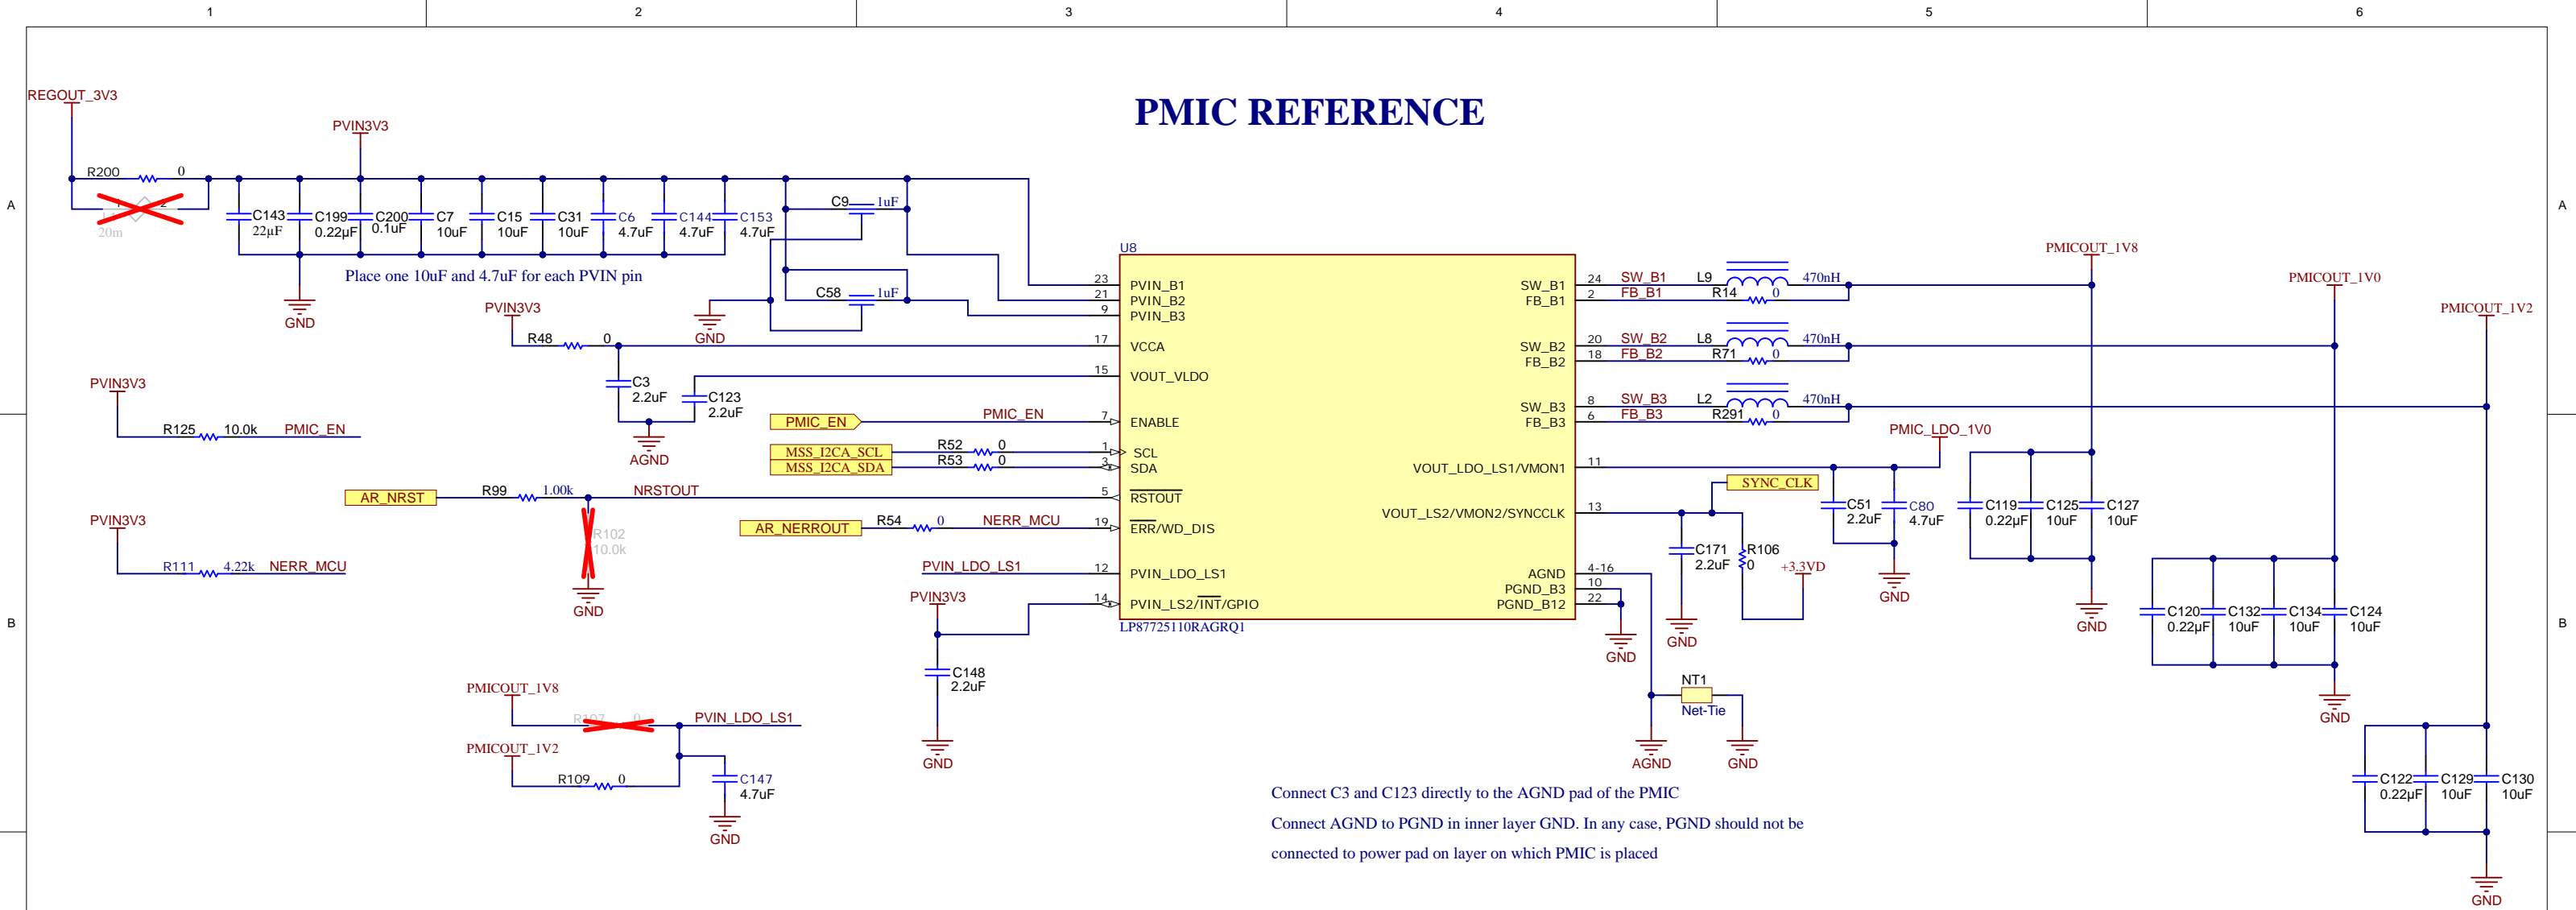 1 2 3 4 5 6
REGOUT_3V3
PMIC REFERENCE
PVIN3V3
R200 0
1 2
20m
A
A
C143
22µF
C199
0.22µF
C200
0.1uF
C7
10uF
C15
10uF
C31
10uF
C6
4.7uF
C144
4.7uF
C153
4.7uF
C9 1uF
GND
Place one 10uF and 4.7uF for each PVIN pin
C58 1uF
GND
PVIN3V3
R48 0
C3
2.2uF
C123
2.2uF
AGND
PVIN3V3
R125 10.0k PMIC_EN
PMIC_EN PMIC_EN
MSS_I2CA_SCL R52 0
MSS_I2CA_SDA R53 0
AR_NRST R99 1.00k NRSTOUT
R102
10.0k
GND
AR_NERROUT R54 0 NERR_MCU
PVIN3V3
R111 4.22k NERR_MCU
PVIN_LDO_LS1
PVIN3V3
C148
2.2uF
GND
PMICOUT_1V8
R107 0 PVIN_LDO_LS1
PMICOUT_1V2
R109 0
C147
4.7uF
GND
U8
23 PVIN_B1
21 PVIN_B2
9 PVIN_B3
17 VCCA
15 VOUT_VLDO
7 ENABLE
1 SCL
3 SDA
5 RSTOUT
19 ERR/WD_DIS
12 PVIN_LDO_LS1
14 PVIN_LS2/INT/GPIO
LP87725110RAGRQ1
SW_B1 24 SW_B1 L9 470nH
FB_B1 2 FB_B1 R14 0
SW_B2 20 SW_B2 L8 470nH
FB_B2 18 FB_B2 R71 0
SW_B3 8 SW_B3 L2 470nH
FB_B3 6 FB_B3 R291 0
VOUT_LDO_LS1/VMON1 11
VOUT_LS2/VMON2/SYNCCLK 13
AGND 4-16
PGND_B3 10
PGND_B12 22
PMICOUT_1V8
PMICOUT_1V0
PMICOUT_1V2
PMIC_LDO_1V0
SYNC_CLK
C51
2.2uF
C80
4.7uF
GND
C119
0.22µF
C125
10uF
C127
10uF
GND
C171
2.2uF
R106
0
+3.3VD
GND
GND
NT1
Net-Tie
AGND
GND
B
B
C120
0.22µF
C132
10uF
C134
10uF
C124
10uF
GND
C122
0.22µF
C129
10uF
C130
10uF
GND
Connect C3 and C123 directly to the AGND pad of the PMIC
Connect AGND to PGND in inner layer GND. In any case, PGND should not be
connected to power pad on layer on which PMIC is placed